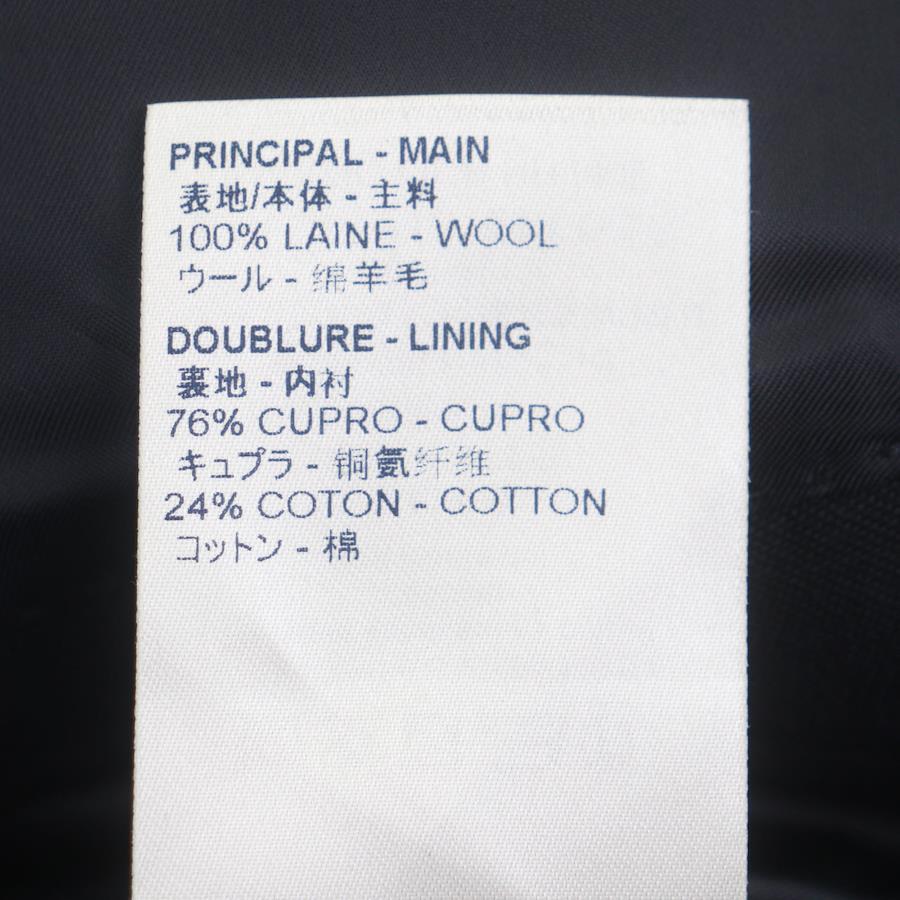 PRINCIPAL - MAIN
表地/本体 - 主料
100% LAINE - WOOL
ウール - 绵羊毛
DOUBLURE - LINING
裏地 - 内衬
76% CUPRO - CUPRO
キュプラ - 铜氨纤维
24% COTON - COTTON
コットン - 棉